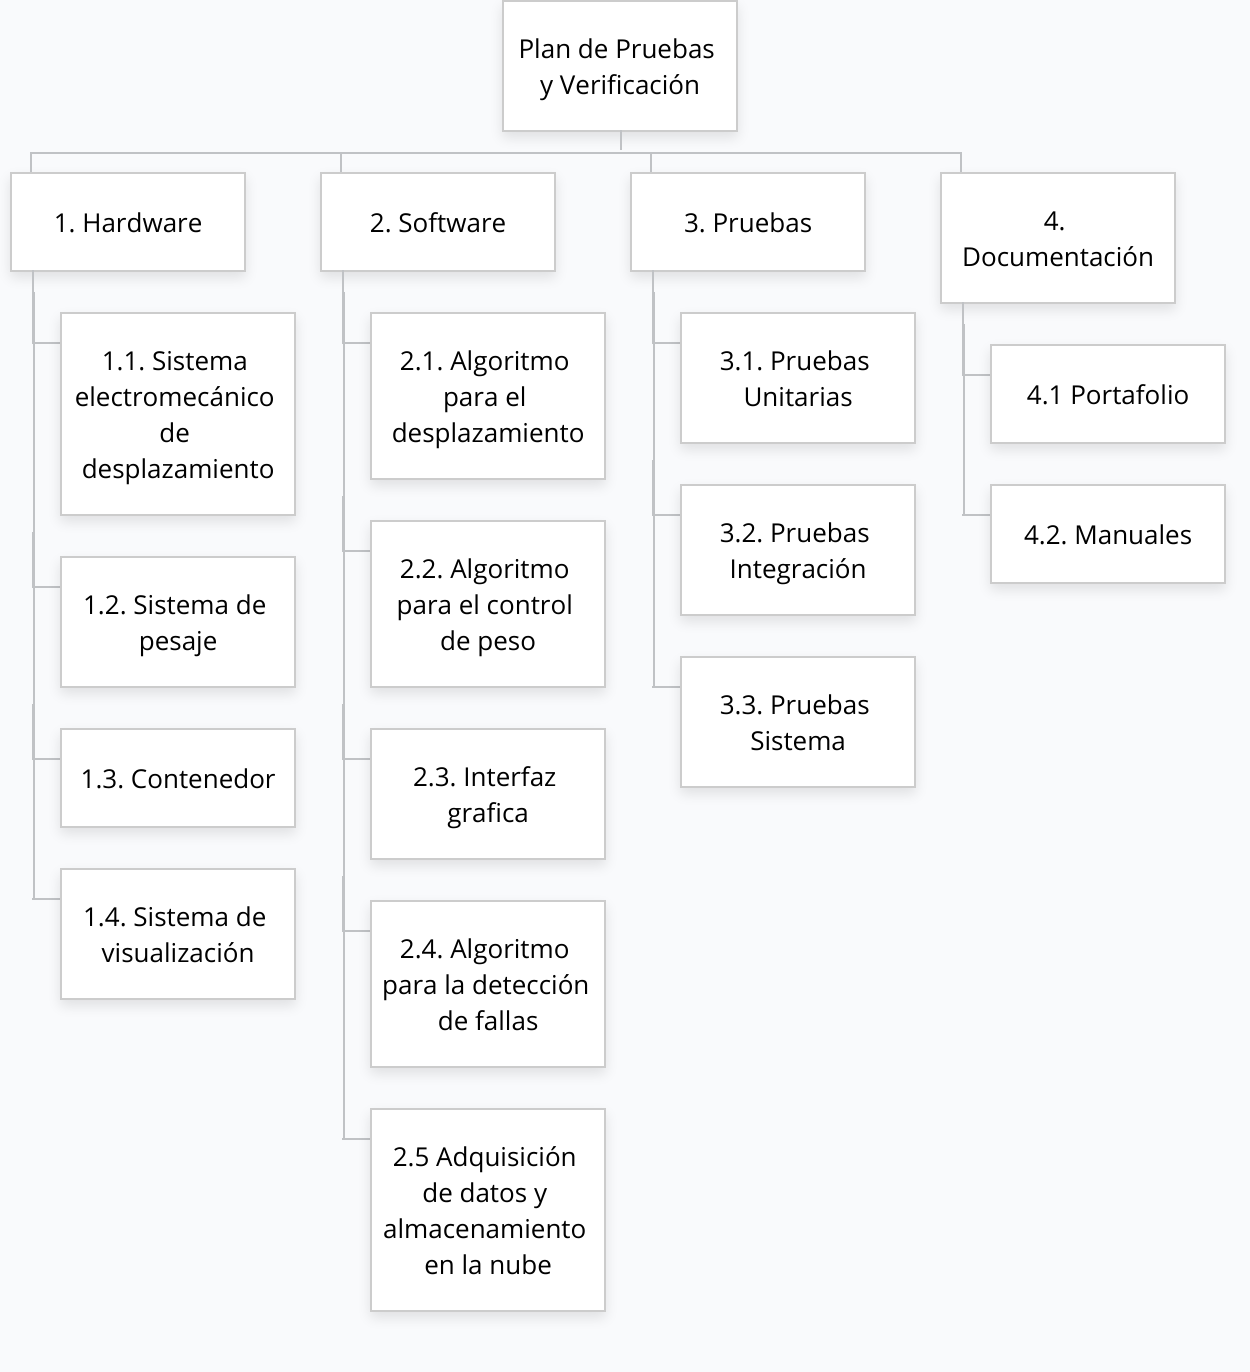 Plan de Pruebas
y Verificación
1. Hardware
1.1. Sistema
electromecánico
de
desplazamiento
1.2. Sistema de
pesaje
1.3. Contenedor
1.4. Sistema de
visualización
2. Software
2.1. Algoritmo
para el
desplazamiento
2.2. Algoritmo
para el control
de peso
2.3. Interfaz
grafica
2.4. Algoritmo
para la detección
de fallas
2.5 Adquisición
de datos y
almacenamiento
en la nube
3. Pruebas
3.1. Pruebas
Unitarias
3.2. Pruebas
Integración
3.3. Pruebas
Sistema
4.
Documentación
4.1 Portafolio
4.2. Manuales